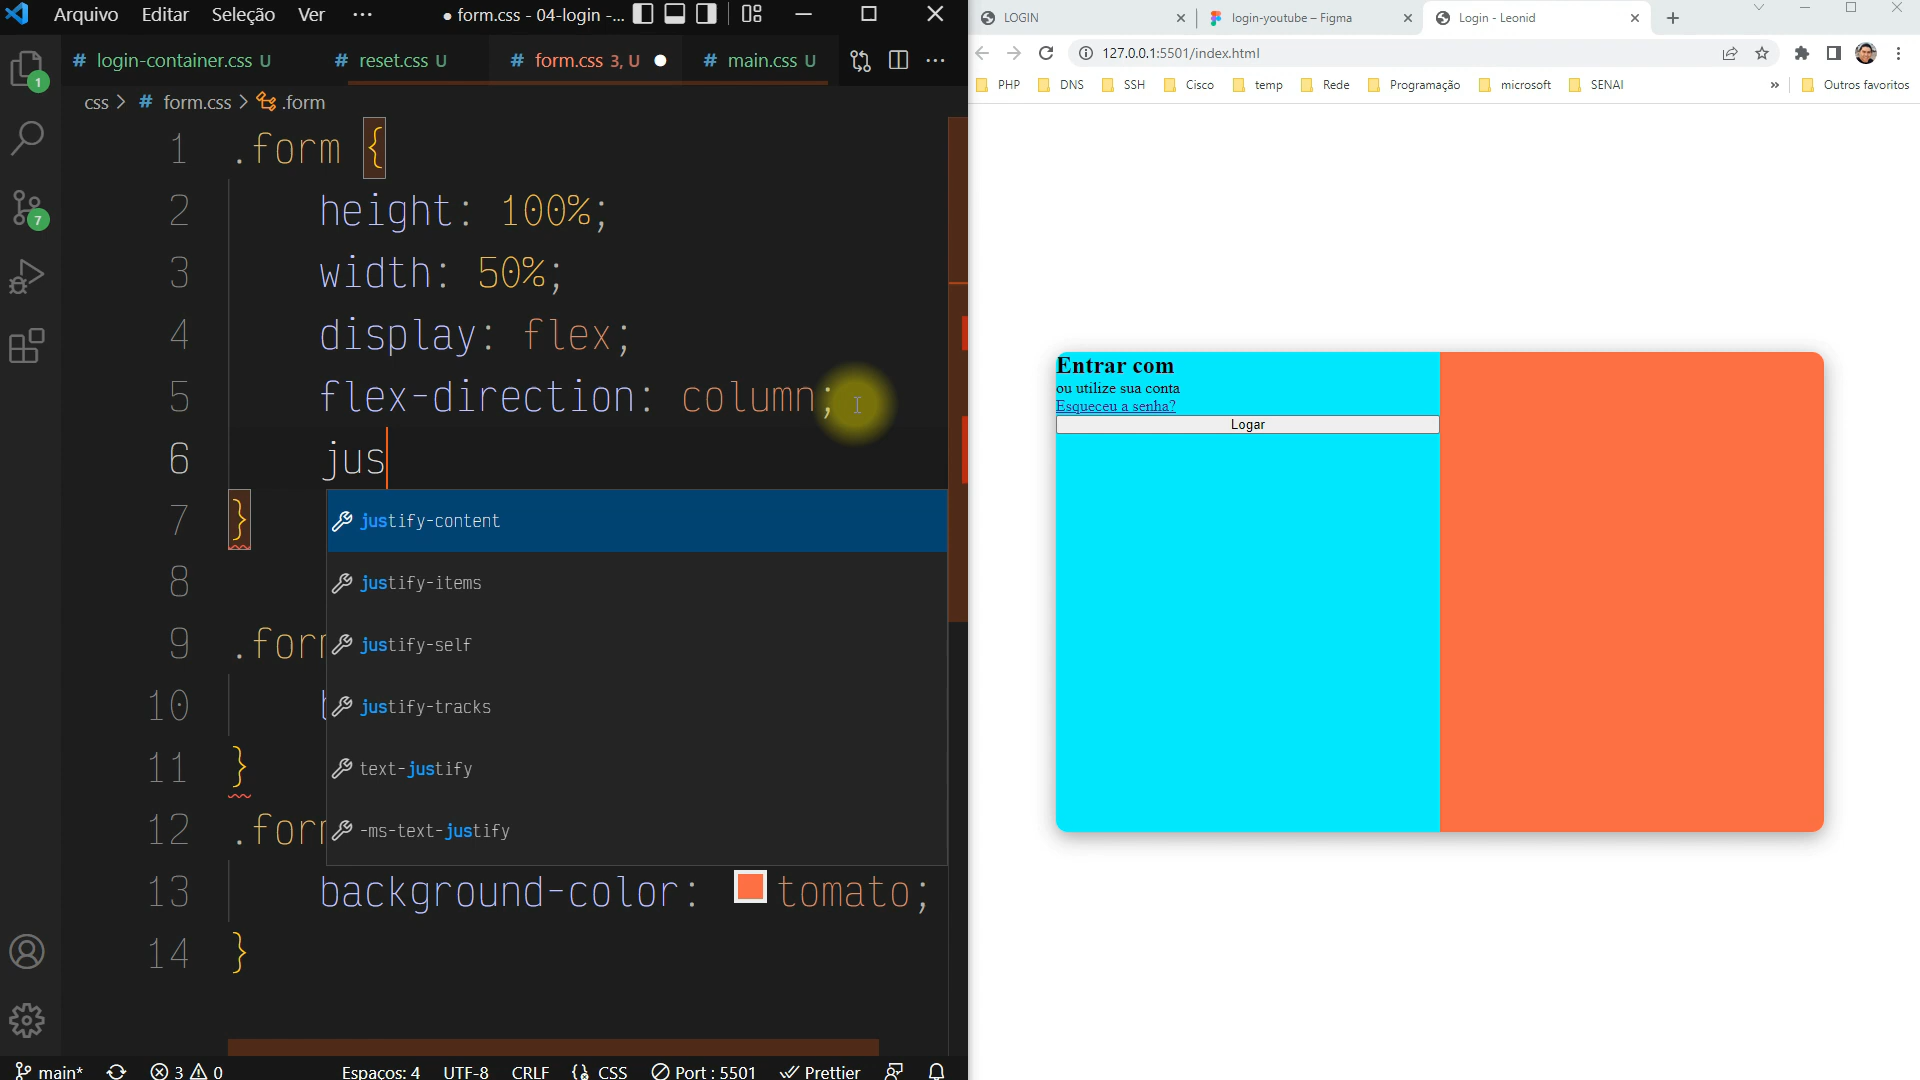 Arquivo Editar Seleção Ver ···
● form.css - 04-login -...
# login-container.css U # reset.css U # form.css 3, U ● # main.css U ···
css > # form.css > .form
1 .form {
2 height: 100%;
3 width: 50%;
4 display: flex;
5 flex-direction: column;
6 jus
7 }
justify-content
8
justify-items
9 .for
justify-self
10
justify-tracks
11 }
text-justify
12 .for
-ms-text-justify
13 background-color: tomato;
14 }
1
7
main* 3 0 Espaços: 4 UTF-8 CRLF CSS Port : 5501 Prettier
LOGIN login-youtube – Figma Login - Leonid
127.0.0.1:5501/index.html
PHP DNS SSH Cisco temp Rede Programação microsoft SENAI » Outros favoritos
Entrar com
ou utilize sua conta
Esqueceu a senha?
Logar